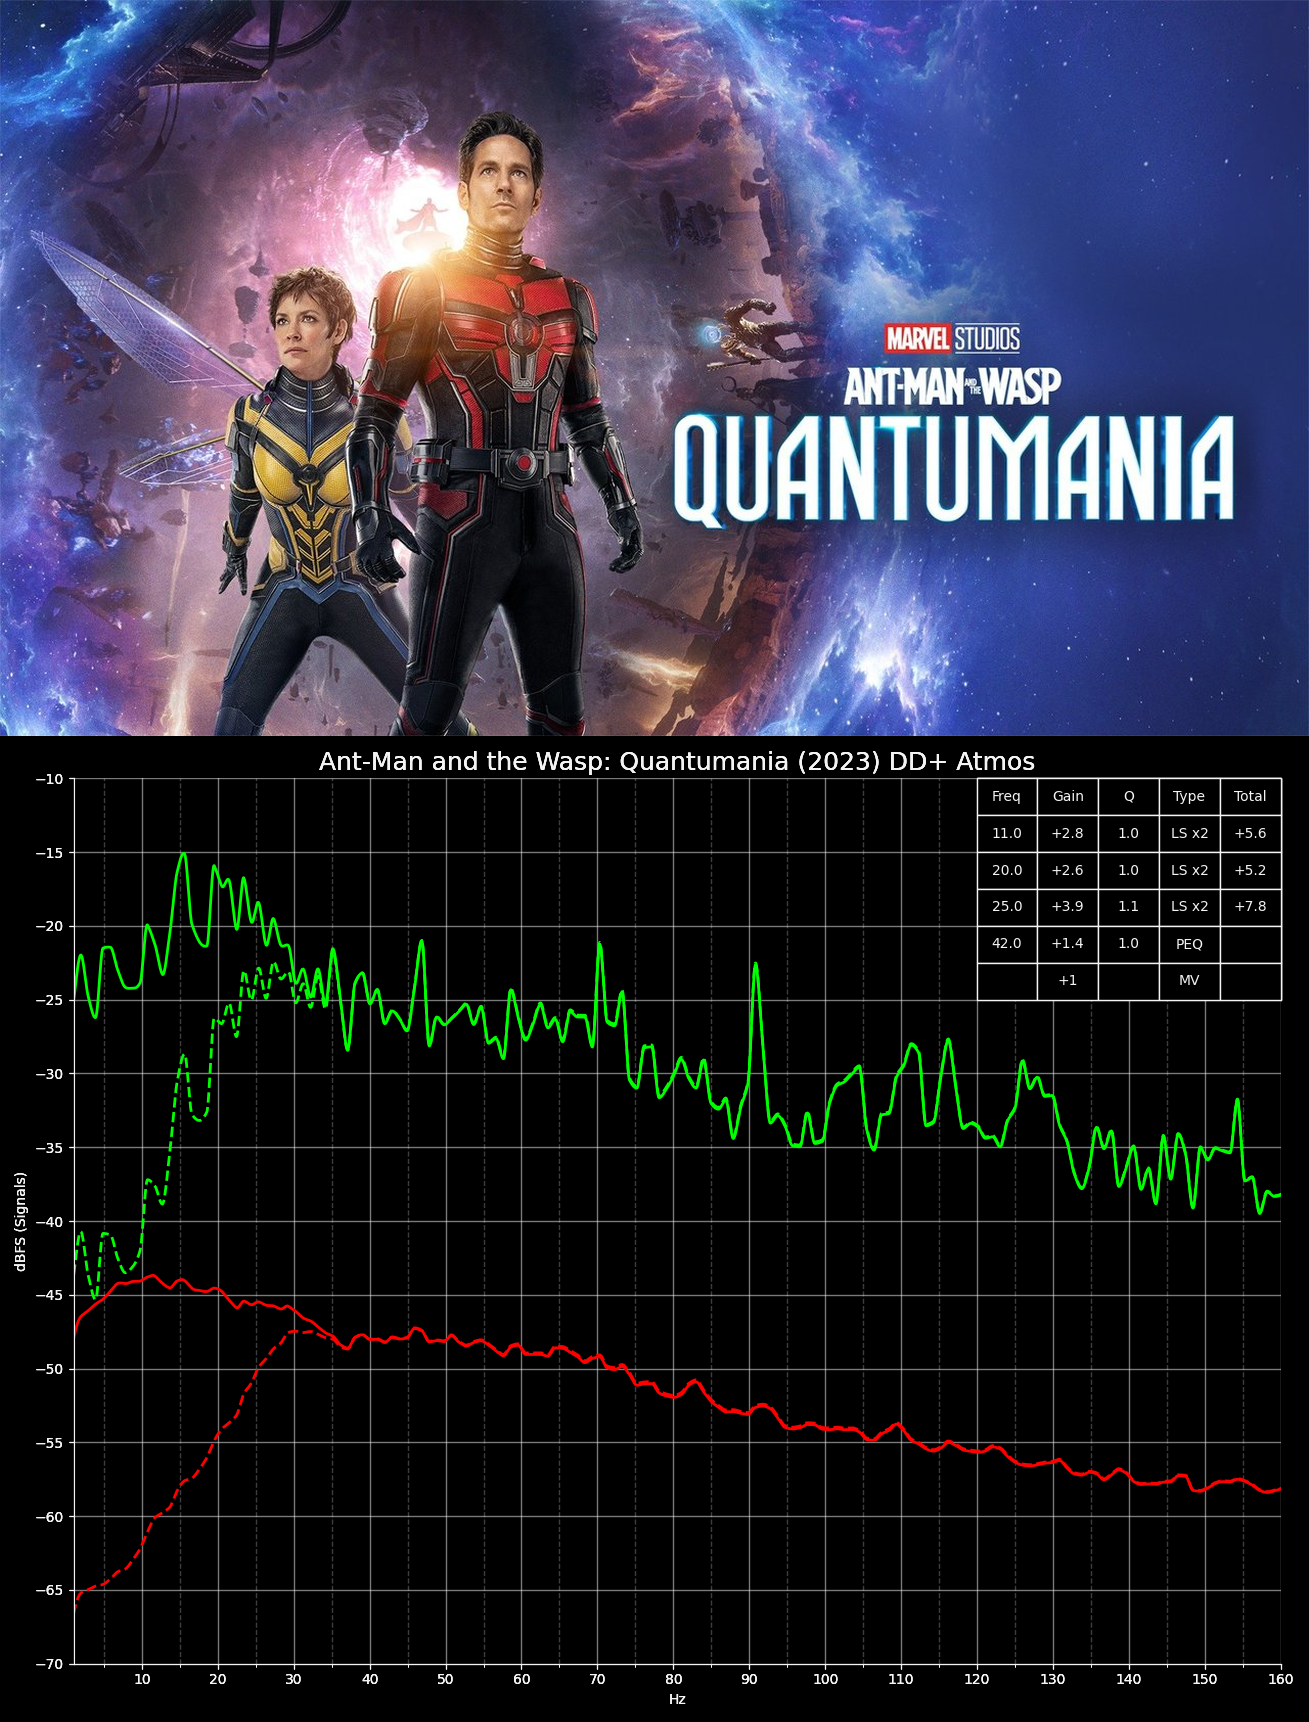 MARVEL STUDIOS
ANT-MAN AND THE WASP
QUANTUMANIA
Ant-Man and the Wasp: Quantumania (2023) DD+ Atmos
Freq Gain Q Type Total
11.0 +2.8 1.0 LS x2 +5.6
20.0 +2.6 1.0 LS x2 +5.2
25.0 +3.9 1.1 LS x2 +7.8
42.0 +1.4 1.0 PEQ
+1 MV
−10
−15
−20
−25
−30
−35
−40
−45
−50
−55
−60
−65
−70
dBFS (Signals)
10 20 30 40 50 60 70 80 90 100 110 120 130 140 150 160
Hz